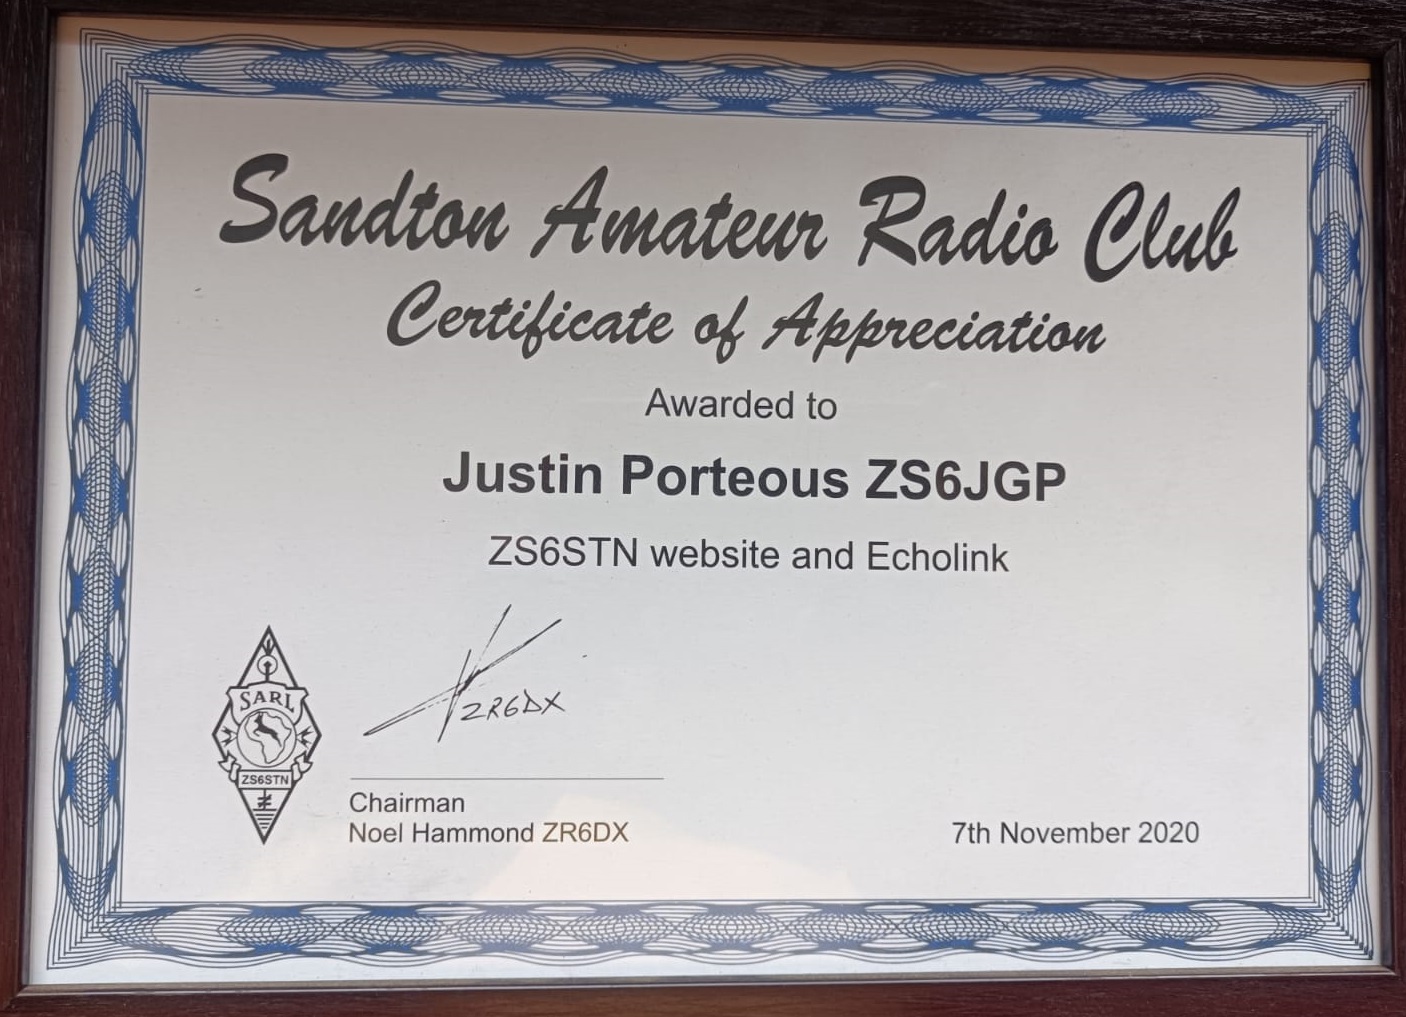 Sandton Amateur Radio Club
Certificate of Appreciation
Awarded to
Justin Porteous ZS6JGP
ZS6STN website and Echolink
ZR6DX
SARL
ZS6STN
Chairman
Noel Hammond ZR6DX
7th November 2020